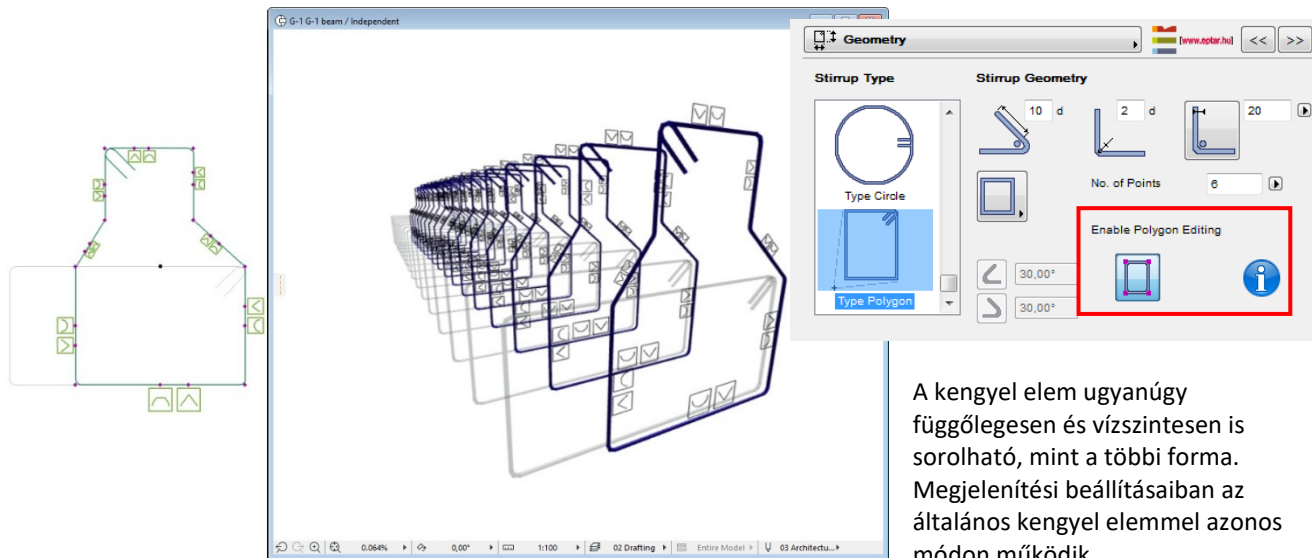 G-1 G-1 beam / Independent
Geometry
[www.eptar.hu]
<<
>>
Stirrup Type
Stirrup Geometry
10 d
2 d
20
Type Circle
No. of Points
6
Enable Polygon Editing
Type Polygon
30,00°
30,00°
A kengyel elem ugyanúgy
függőlegesen és vízszintesen is
sorolható, mint a többi forma.
Megjelenítési beállításaiban az
általános kengyel elemmel azonos
módon működik
0.064%
0,00°
1:100
02 Drafting
Entire Model
03 Architectu...